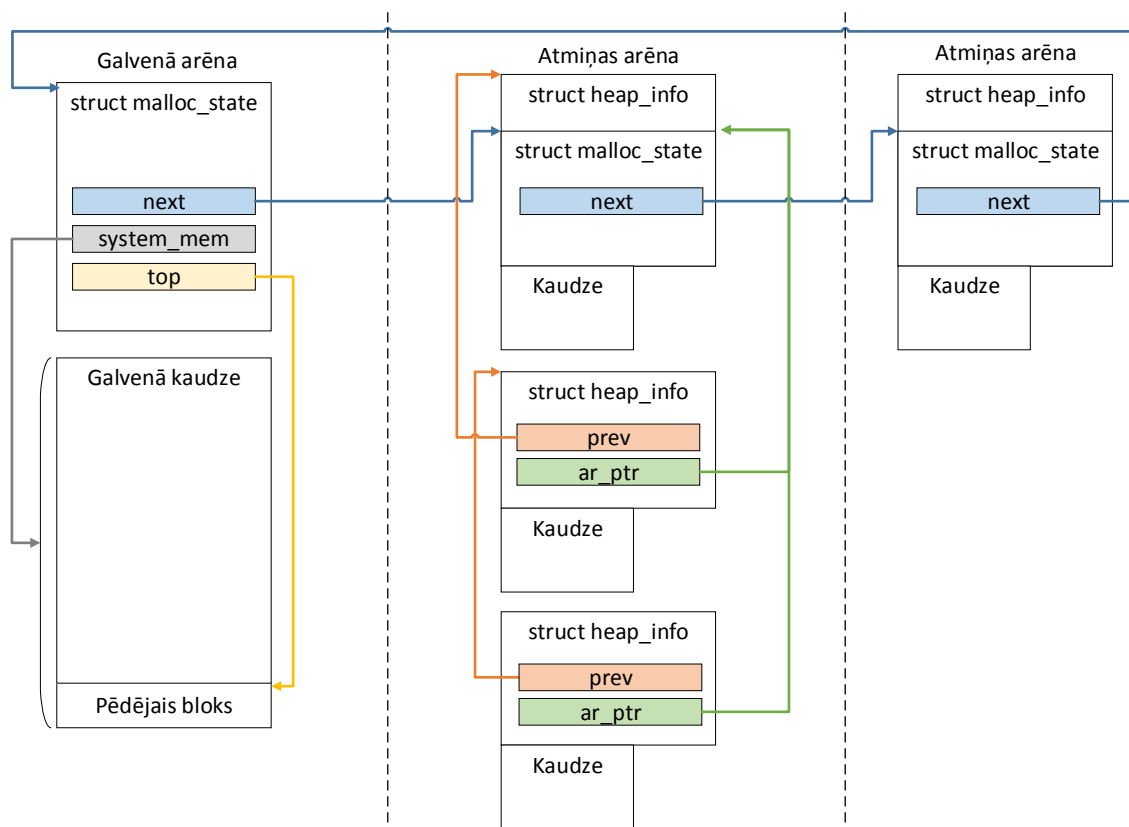 Galvenā arēna
struct malloc_state
next
system_mem
top
Galvenā kaudze
Pēdējais bloks
Atmiņas arēna
struct heap_info
struct malloc_state
next
Kaudze
struct heap_info
prev
ar_ptr
Kaudze
struct heap_info
prev
ar_ptr
Kaudze
Atmiņas arēna
struct heap_info
struct malloc_state
next
Kaudze